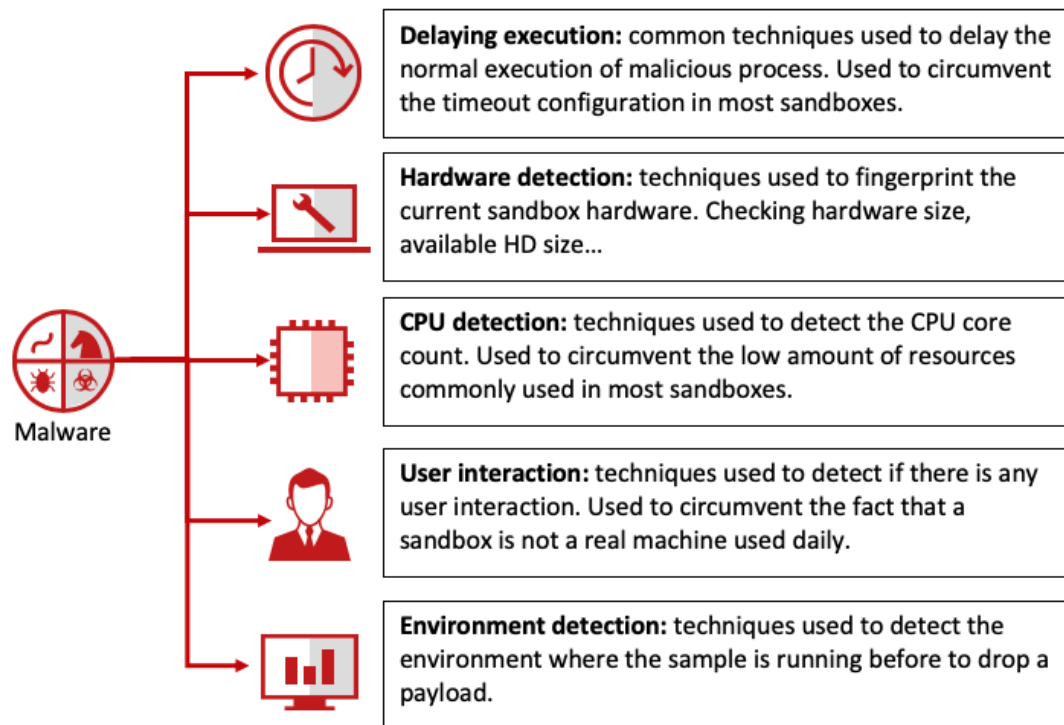 Delaying execution: common techniques used to delay the
normal execution of malicious process. Used to circumvent
the timeout configuration in most sandboxes.
Hardware detection: techniques used to fingerprint the
current sandbox hardware. Checking hardware size,
available HD size...
CPU detection: techniques used to detect the CPU core
count. Used to circumvent the low amount of resources
commonly used in most sandboxes.
Malware
User interaction: techniques used to detect if there is any
user interaction. Used to circumvent the fact that a
sandbox is not a real machine used daily.
Environment detection: techniques used to detect the
environment where the sample is running before to drop a
payload.